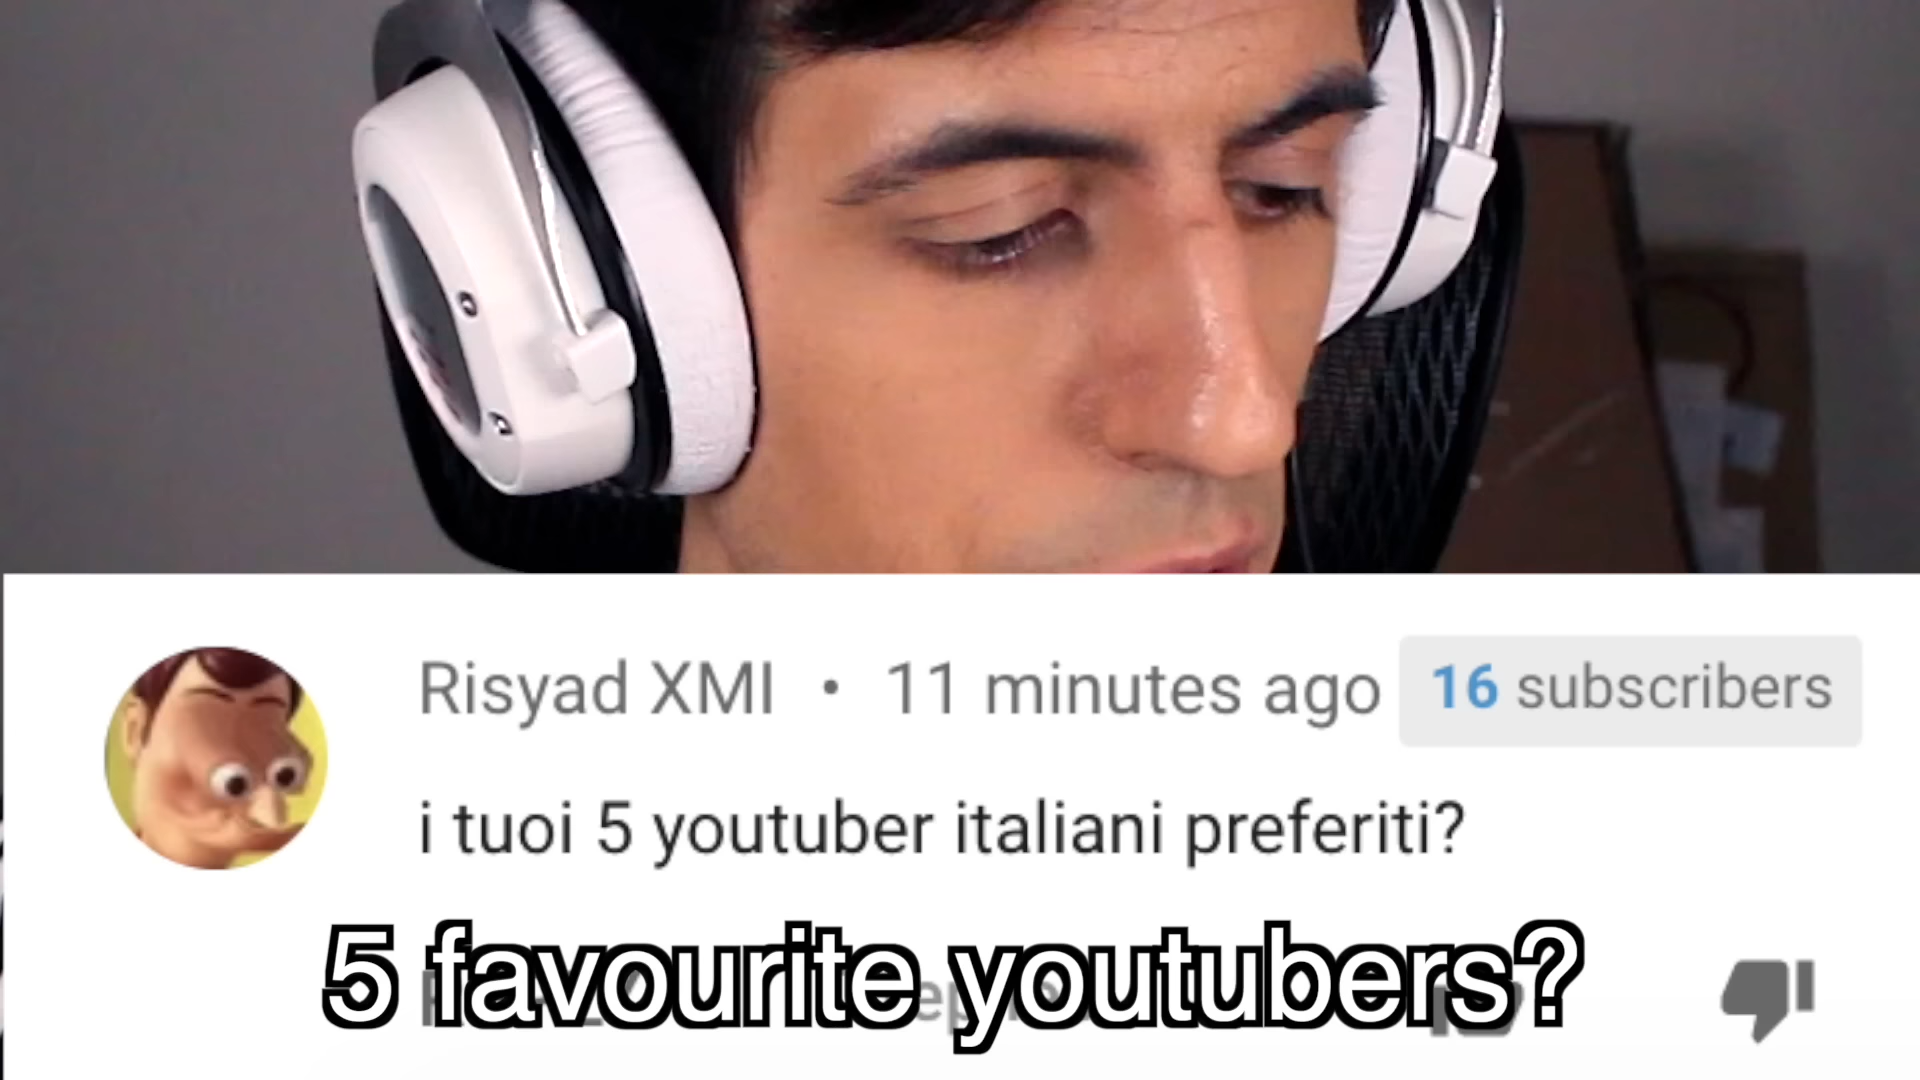 Risyad XMI • 11 minutes ago 16 subscribers
i tuoi 5 youtuber italiani preferiti?
5 favourite youtubers?